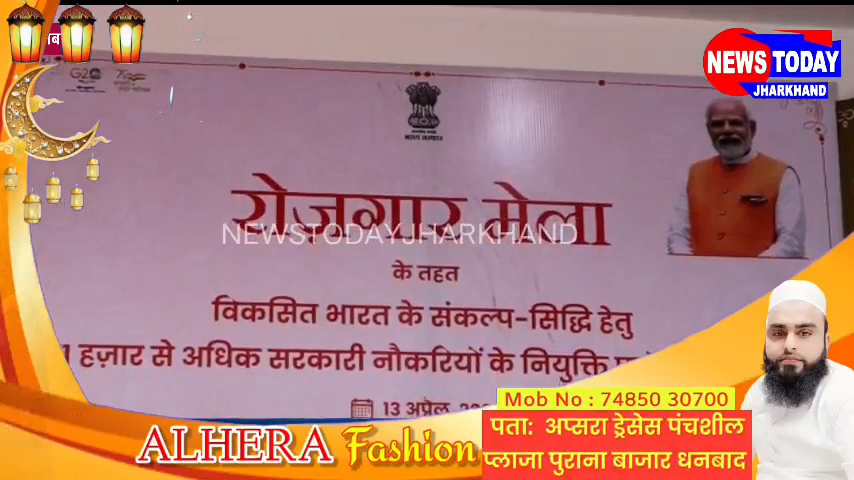 NEWS TODAY
JHARKHAND
G20
रोज़गार मेला
NEWSTODAYJHARKHAND
के तहत
विकसित भारत के संकल्प-सिद्धि हेतु
हज़ार से अधिक सरकारी नौकरियों के नियुक्ति
13 अप्रैल
Mob No : 74850 30700
ALHERA Fashion
पता: अप्सरा ड्रेसेस पंचशील
प्लाजा पुराना बाजार धनबाद